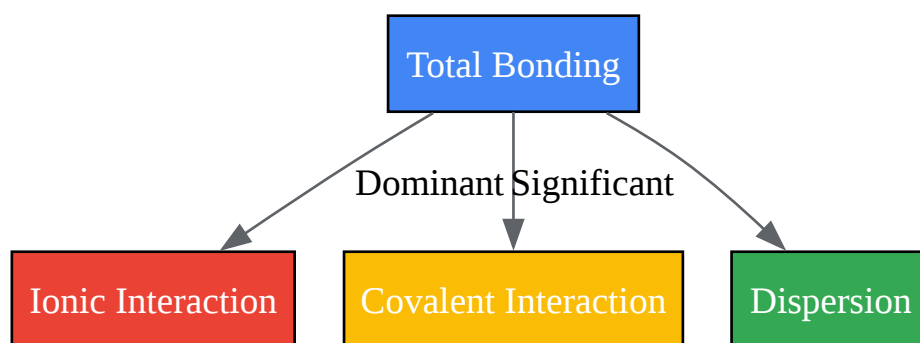 Total Bonding
Dominant
Significant
Ionic Interaction
Covalent Interaction
Dispersion